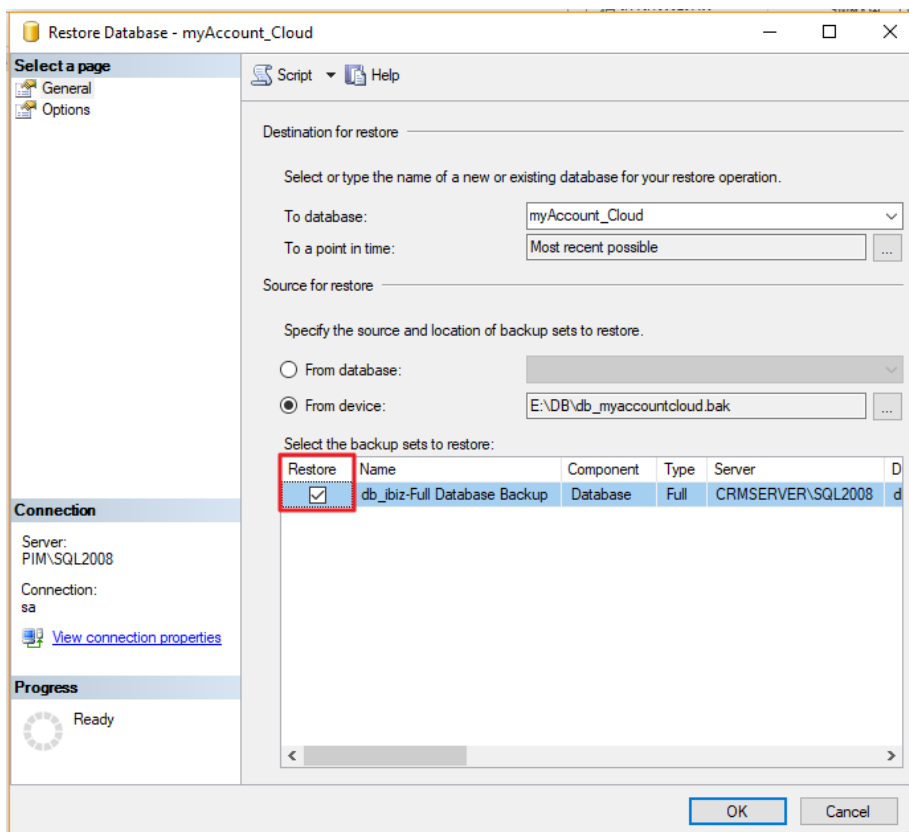 Restore Database - myAccount_Cloud
Select a page
General
Options
Script
Help
Destination for restore
Select or type the name of a new or existing database for your restore operation.
To database:
myAccount_Cloud
To a point in time:
Most recent possible
...
Source for restore
Specify the source and location of backup sets to restore.
From database:
From device:
E:\DB\db_myaccountcloud.bak
...
Select the backup sets to restore:
Restore Name Component Type Server D
db_ibiz-Full Database Backup Database Full CRMSERVER\SQL2008 d
Connection
Server:
PIM\SQL2008
Connection:
sa
View connection properties
Progress
Ready
OK
Cancel